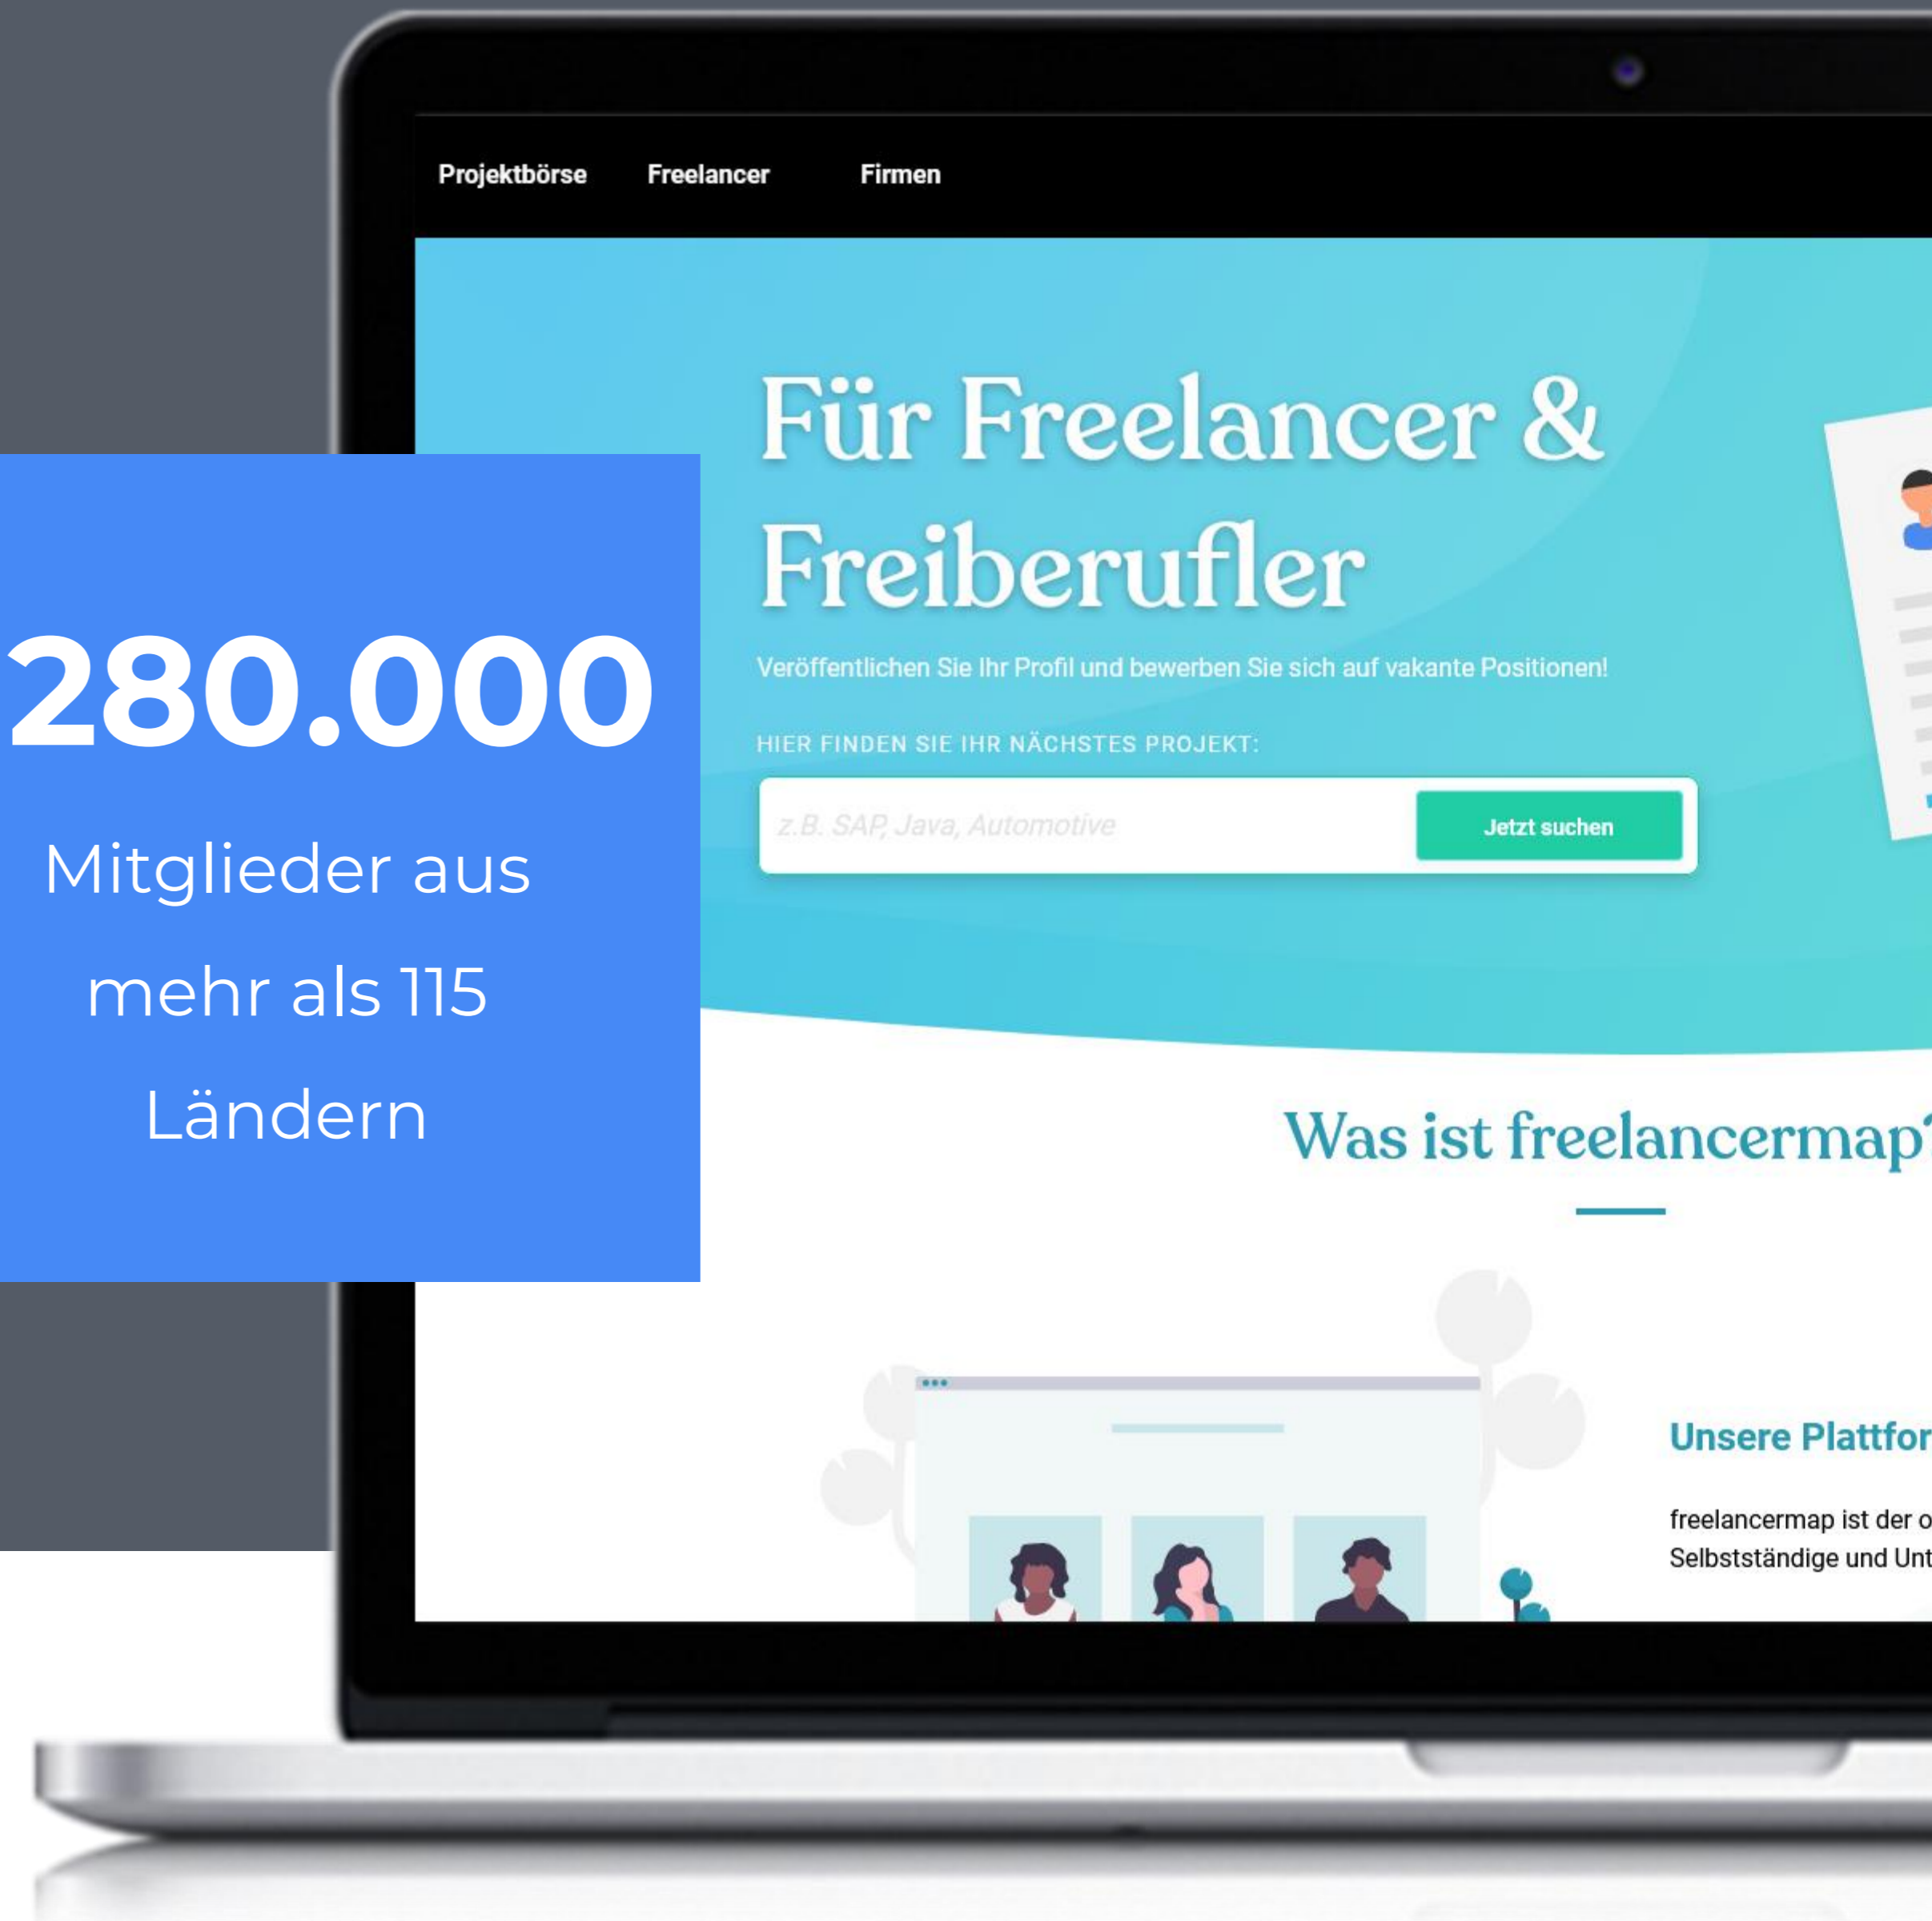 Projektbörse Freelancer Firmen
Für Freelancer &
Freiberufler
Veröffentlichen Sie Ihr Profil und bewerben Sie sich auf vakante Positionen!
HIER FINDEN SIE IHR NÄCHSTES PROJEKT:
z.B. SAP, Java, Automotive
Jetzt suchen
280.000
Mitglieder aus
mehr als 115
Ländern
Was ist freelancermap?
Unsere
freelancermap ist der
Selbstständige und